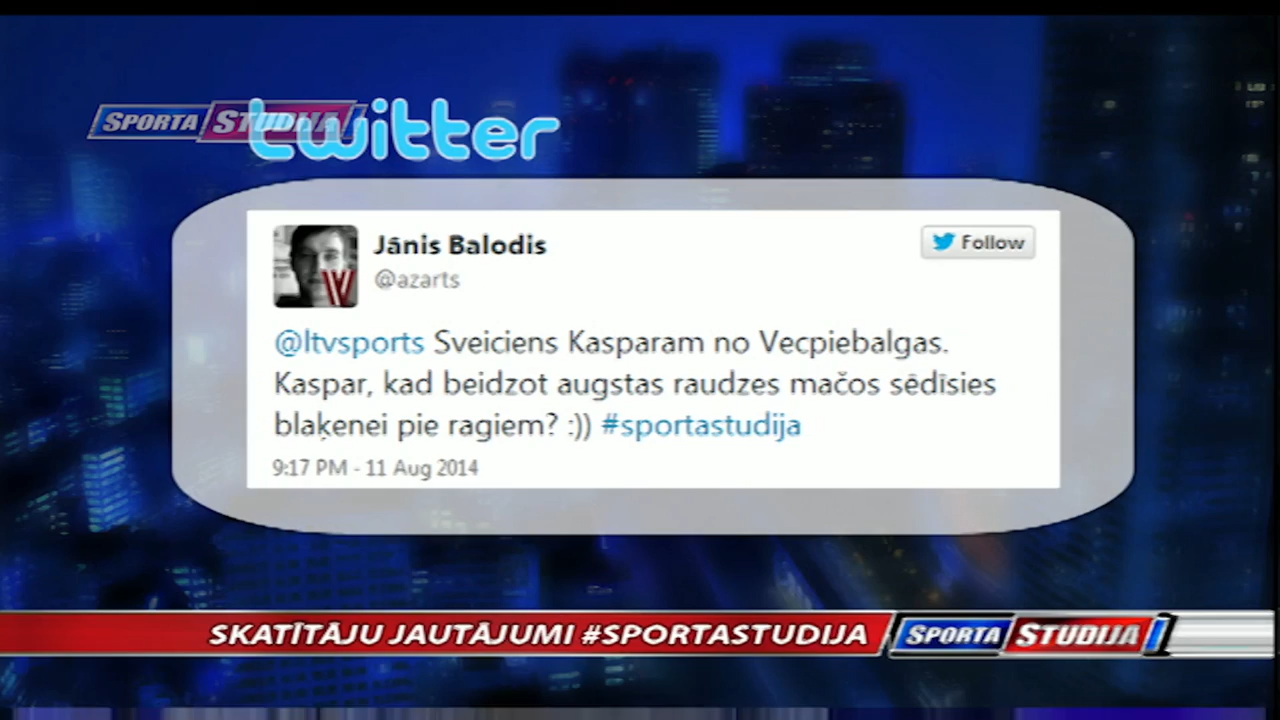 SPORTA STUDIJA
twitter
Jānis Balodis
Follow
@azarts
@ltvsports Sveiciens Kasparam no Vecpiebalgas.
Kaspar, kad beidzot augstas raudzes mačos sēdīsies
blaķenei pie ragiem? :)) #sportastudija
9:17 PM - 11 Aug 2014
SKATĪTĀJU JAUTĀJUMI #SPORTASTUDIJA
SPORTA STUDIJA